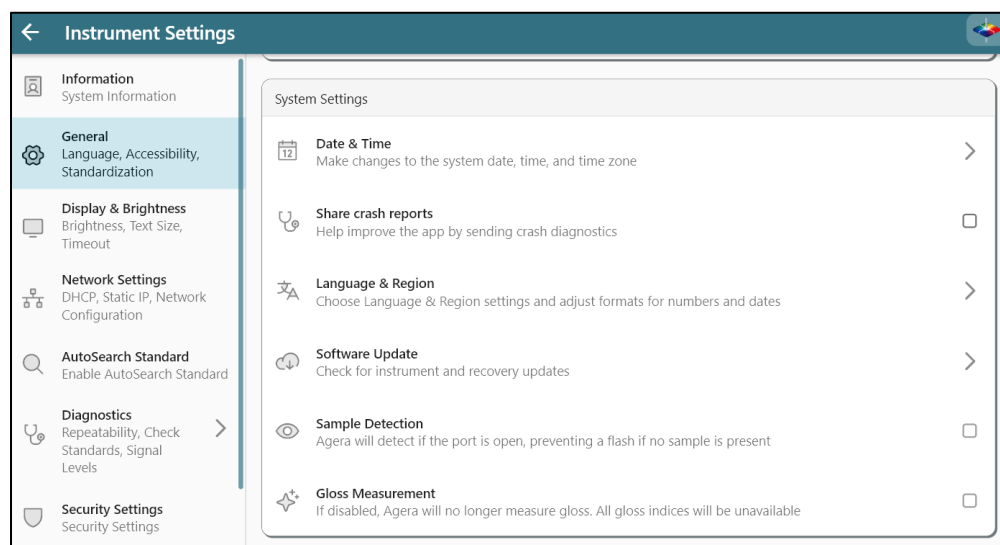 Instrument Settings
Information
System Information
General
Language, Accessibility,
Standardization
Display & Brightness
Brightness, Text Size,
Timeout
Network Settings
DHCP, Static IP, Network
Configuration
AutoSearch Standard
Enable AutoSearch Standard
Diagnostics
Repeatability, Check
Standards, Signal
Levels
Security Settings
Security Settings
System Settings
12
Date & Time
Make changes to the system date, time, and time zone
Share crash reports
Help improve the app by sending crash diagnostics
Language & Region
Choose Language & Region settings and adjust formats for numbers and dates
Software Update
Check for instrument and recovery updates
Sample Detection
Agera will detect if the port is open, preventing a flash if no sample is present
Gloss Measurement
If disabled, Agera will no longer measure gloss. All gloss indices will be unavailable